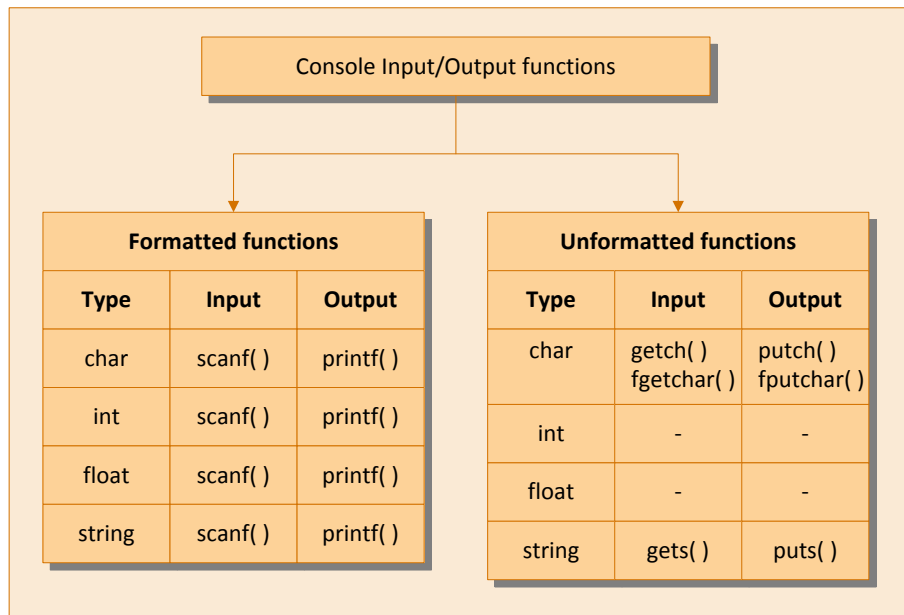 Console Input/Output functions
Formatted functions
Type Input Output
char scanf( ) printf( )
int scanf( ) printf( )
float scanf( ) printf( )
string scanf( ) printf( )
Unformatted functions
Type Input Output
char getch( ) putch( )
fgetchar( ) fputchar( )
int - -
float - -
string gets( ) puts( )